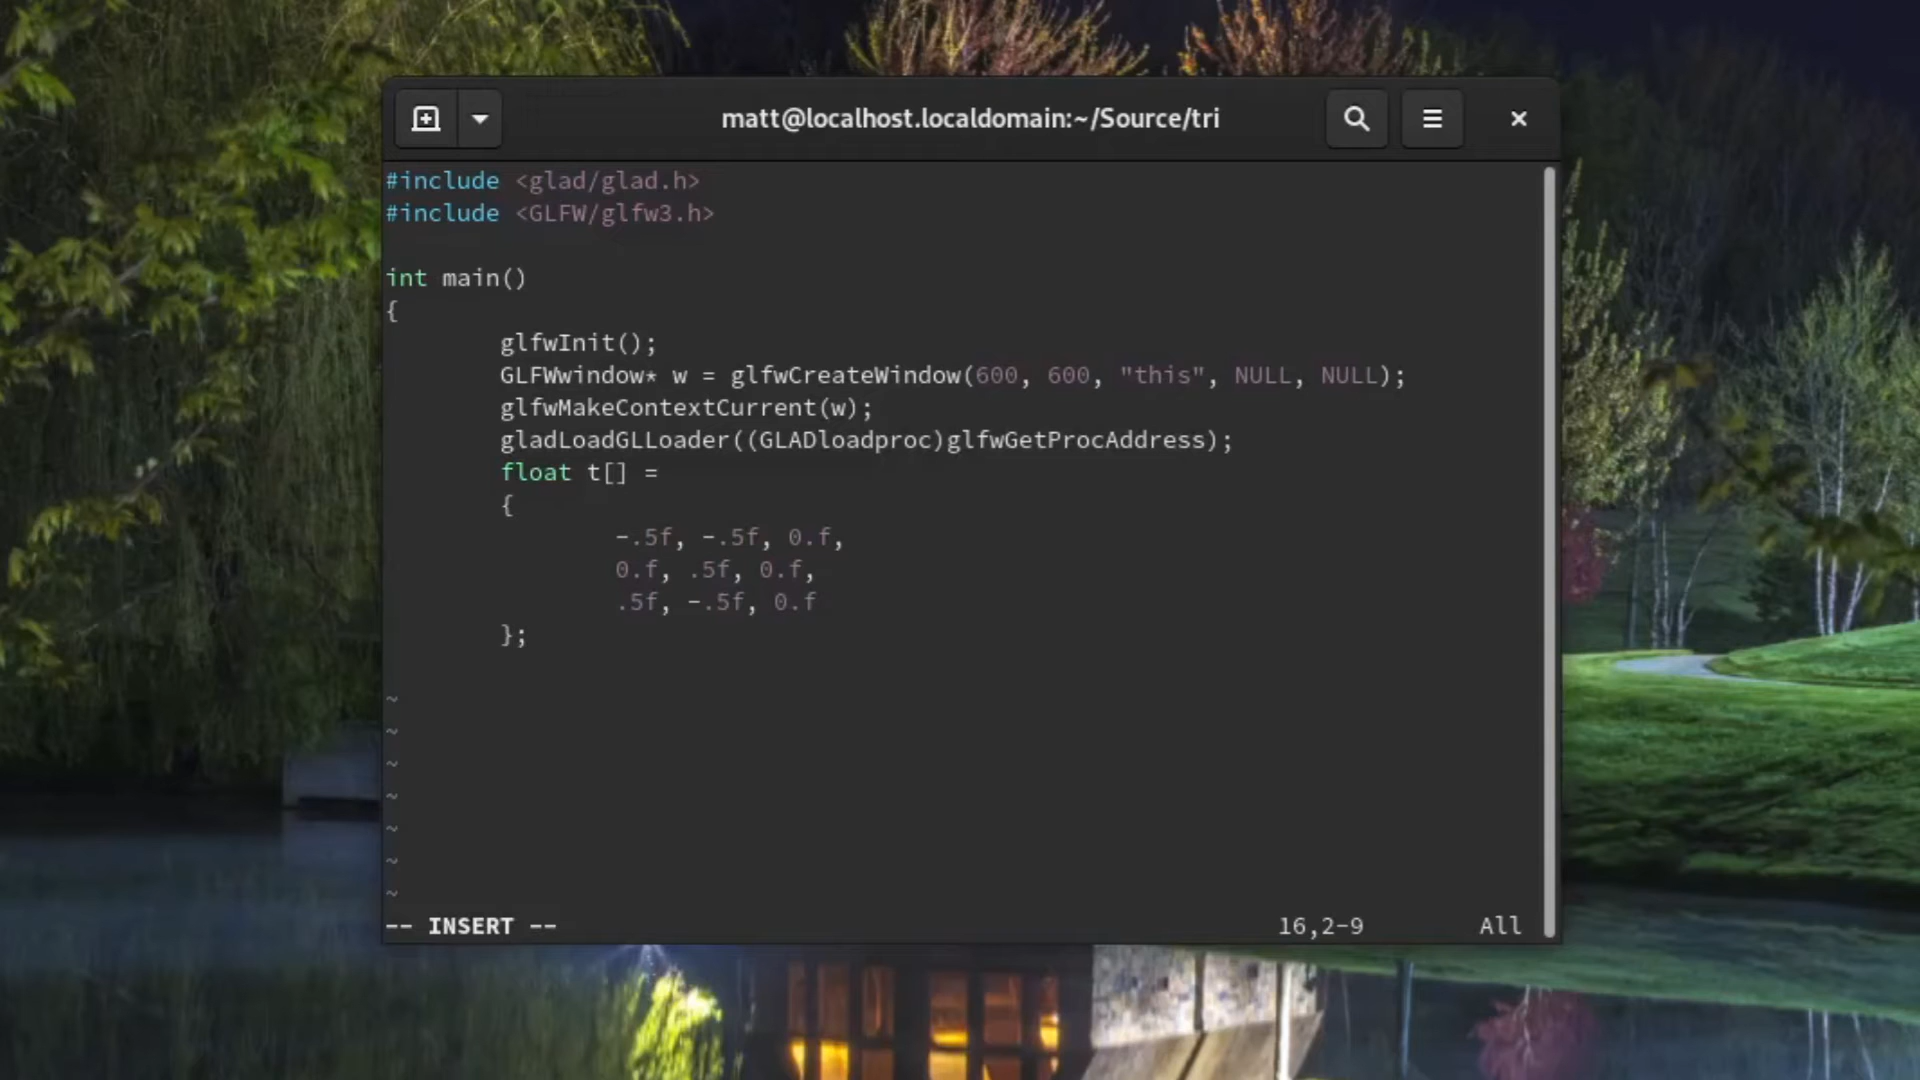 matt@localhost.localdomain:~/Source/tri
#include <glad/glad.h>
#include <GLFW/glfw3.h>
int main()
{
glfwInit();
GLFWwindow* w = glfwCreateWindow(600, 600, "this", NULL, NULL);
glfwMakeContextCurrent(w);
gladLoadGLLoader((GLADloadproc)glfwGetProcAddress);
float t[] =
{
-.5f, -.5f, 0.f,
0.f, .5f, 0.f,
.5f, -.5f, 0.f
};
~
~
~
~
~
~
~
-- INSERT -- 16,2-9 All